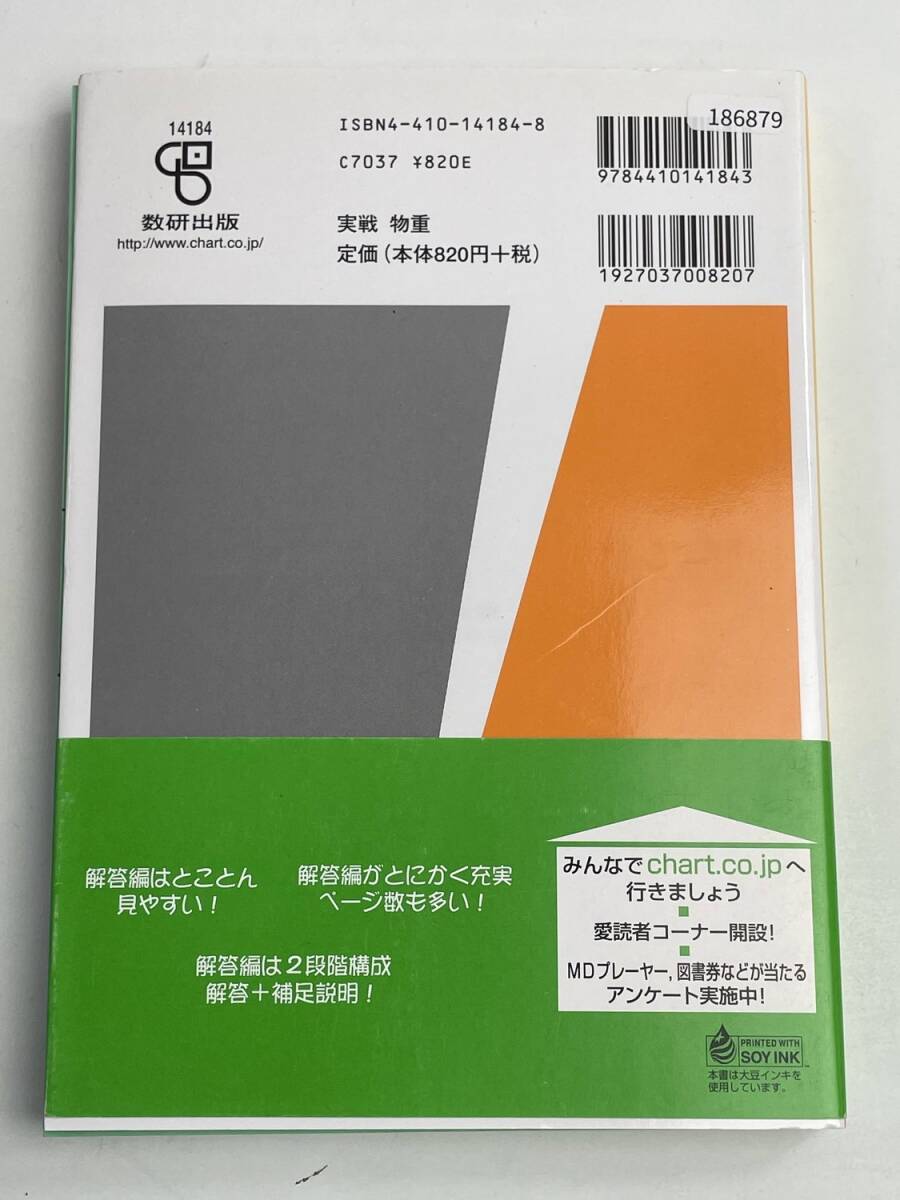 14184
数研出版
http://www.chart.co.jp/
ISBN4-410-14184-8
C7037 ¥820E
実戦 物重
定価(本体820円+税)
186879
9784410141843
1927037008207
解答編はとことん
見やすい!
解答編がとにかく充実
ページ数も多い!
解答編は2段階構成
解答+補足説明!
みんなでchart.co.jpへ
行きましょう
愛読者コーナー開設!
MDプレーヤー,図書券などが当たる
アンケート実施中!
PRINTED WITH
SOY INK
本書は大豆インキを
使用しています。